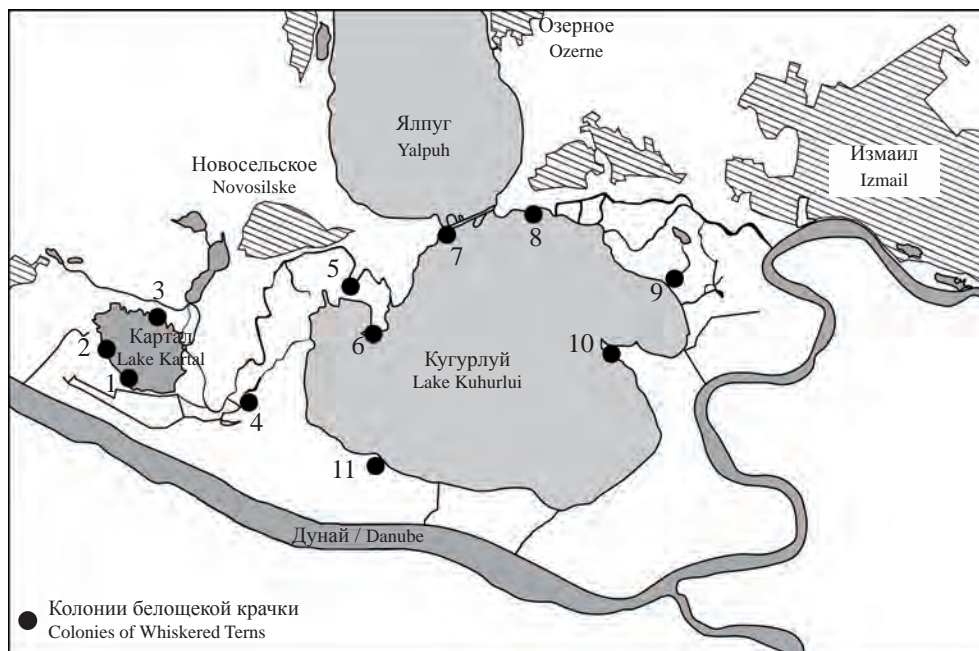 Озерное
Ozerne
Ялпуг
Yalpuh
Измаил
Izmail
Новосельское
Novosilske
8
7
5
9
3
Картал
Lake Kartal
2
6
10
Кугурлуй
Lake Kuhurlui
1
4
11
Дунай / Danube
Колонии белощекой крачки
Colonies of Whiskered Terns